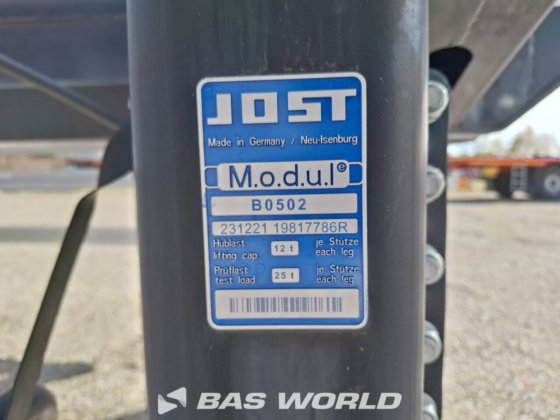 JOST
Made in Germany / Neu-Isenburg
M.o.d.u.l®
B0502
231221 19817786R
Hublast 12 t je Stütze
lifting cap. each leg
Prüflast 25 t je Stütze
test load each leg
BAS WORLD